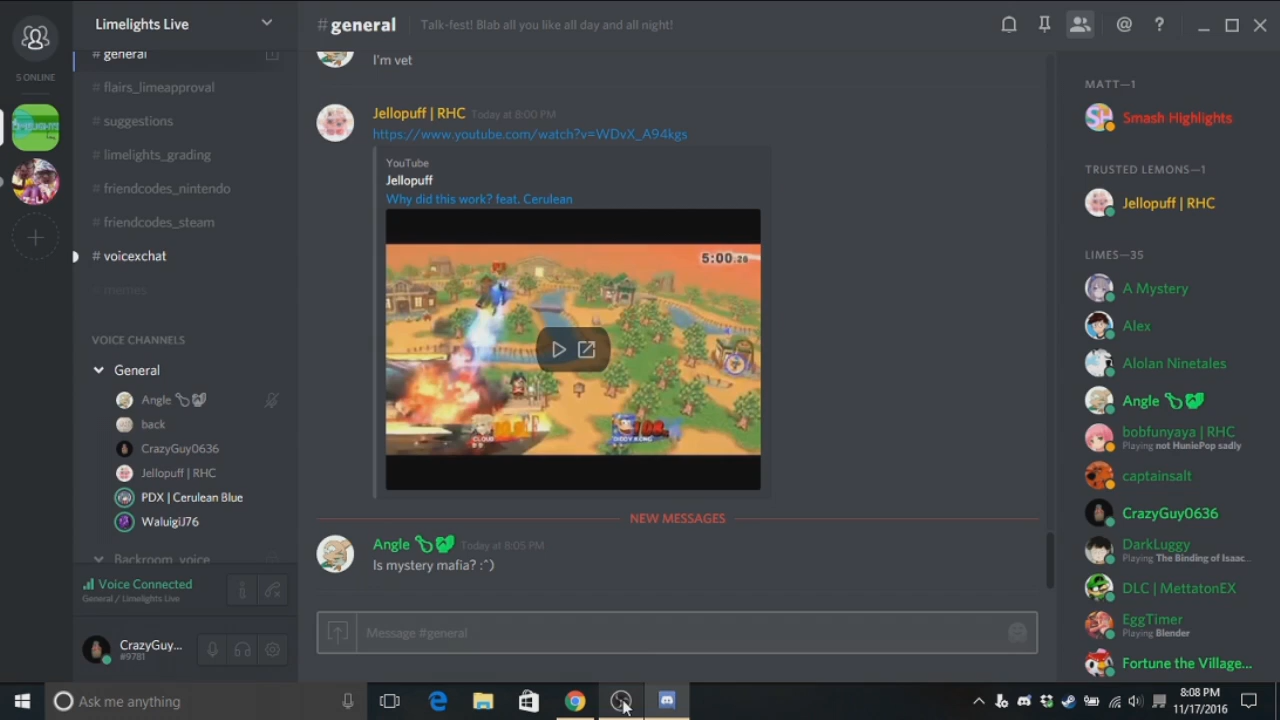 Limelights Live
#general
Talk-fest! Blab all you like all day and all night!
5 ONLINE
# general
# flairs_limeapproval
# suggestions
# limelights_grading
# friendcodes_nintendo
# friendcodes_steam
# voicexchat
# memes
VOICE CHANNELS
General
Angle
back
CrazyGuy0636
Jellopuff | RHC
PDX | Cerulean Blue
WaluigiJ76
Backroom_voice
Voice Connected
General / Limelights Live
CrazyGuy...
#9781
I'm vet
Jellopuff | RHC Today at 8:00 PM
https://www.youtube.com/watch?v=WDvX_A94kgs
YouTube
Jellopuff
Why did this work? feat. Cerulean
5:00.26
CLOUD
DIDDY KONG
NEW MESSAGES
Angle Today at 8:05 PM
Is mystery mafia? :^)
Message #general
MATT—1
Smash Highlights
TRUSTED LEMONS—1
Jellopuff | RHC
LIMES—35
A Mystery
Alex
Alolan Ninetales
Angle
bobfunyaya | RHC
Playing not HuniePop sadly
captainsalt
CrazyGuy0636
DarkLuggy
Playing The Binding of Isaac...
DLC | MettatonEX
EggTimer
Playing Blender
Fortune the Village...
Ask me anything
8:08 PM
11/17/2016